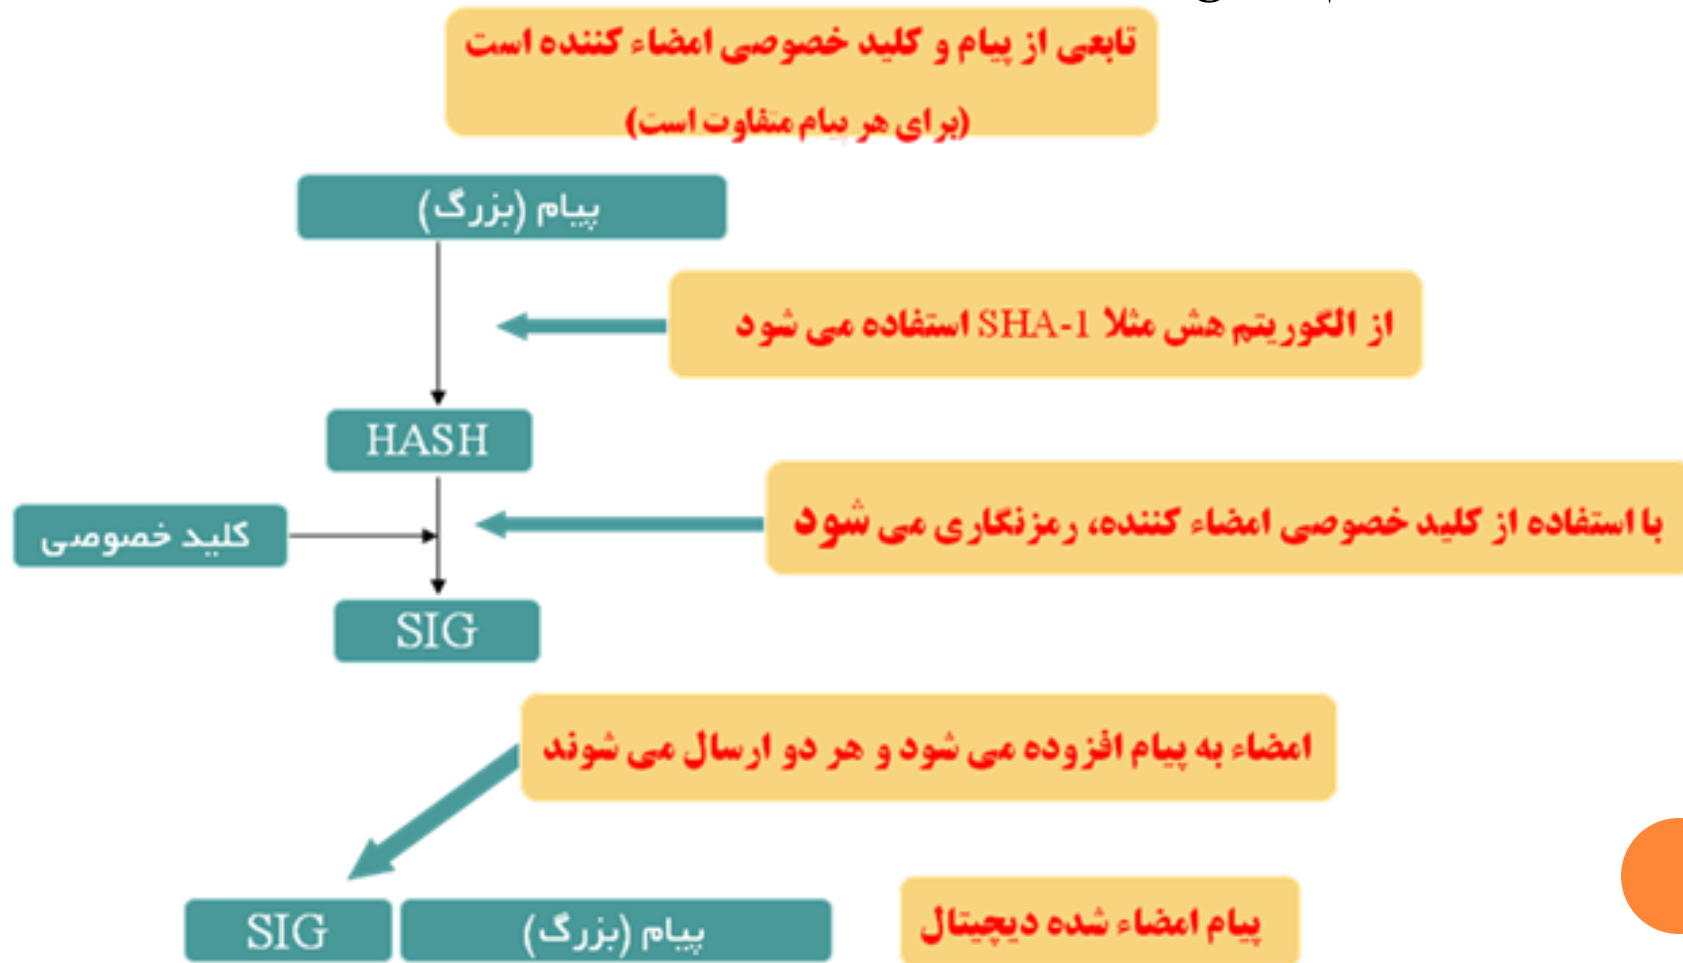 تابعی از پیام و کلید خصوصی امضاء کننده است
(برای هر پیام متفاوت است)
پیام (بزرگ)
از الگوریتم هش مثلا SHA-1 استفاده می شود
HASH
با استفاده از کلید خصوصی امضاء کننده، رمزنگاری می شود
کلید خصوصی
SIG
امضاء به پیام افزوده می شود و هر دو ارسال می شوند
پیام امضاء شده دیجیتال
پیام (بزرگ)
SIG